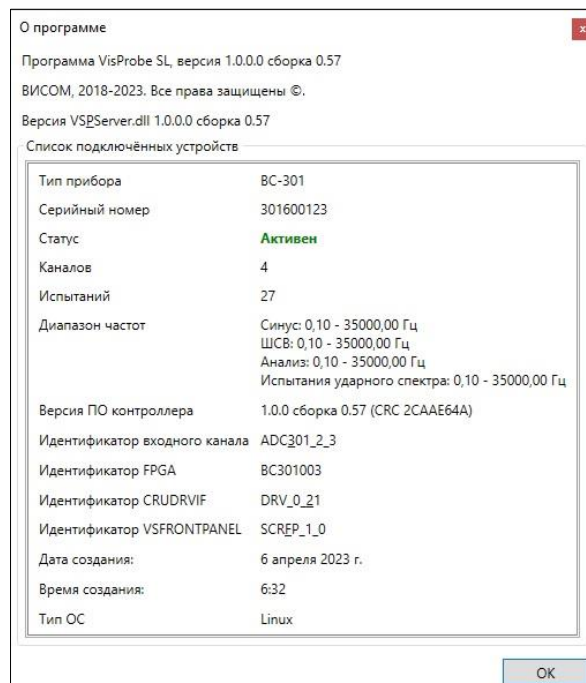 О программе
x
Программа VisProbe SL, версия 1.0.0.0 сборка 0.57
ВИСОМ, 2018-2023. Все права защищены ©.
Версия VSPServer.dll 1.0.0.0 сборка 0.57
Список подключённых устройств
Тип прибора ВС-301
Серийный номер 301600123
Статус Активен
Каналов 4
Испытаний 27
Диапазон частот Синус: 0,10 - 35000,00 Гц
ШСВ: 0,10 - 35000,00 Гц
Анализ: 0,10 - 35000,00 Гц
Испытания ударного спектра: 0,10 - 35000,00 Гц
Версия ПО контроллера 1.0.0 сборка 0.57 (CRC 2CAAE64A)
Идентификатор входного канала ADC301_2_3
Идентификатор FPGA BC301003
Идентификатор CRUDRVIF DRV_0_21
Идентификатор VSFRONTPANEL SCRFP_1_0
Дата создания: 6 апреля 2023 г.
Время создания: 6:32
Тип ОС Linux
OK